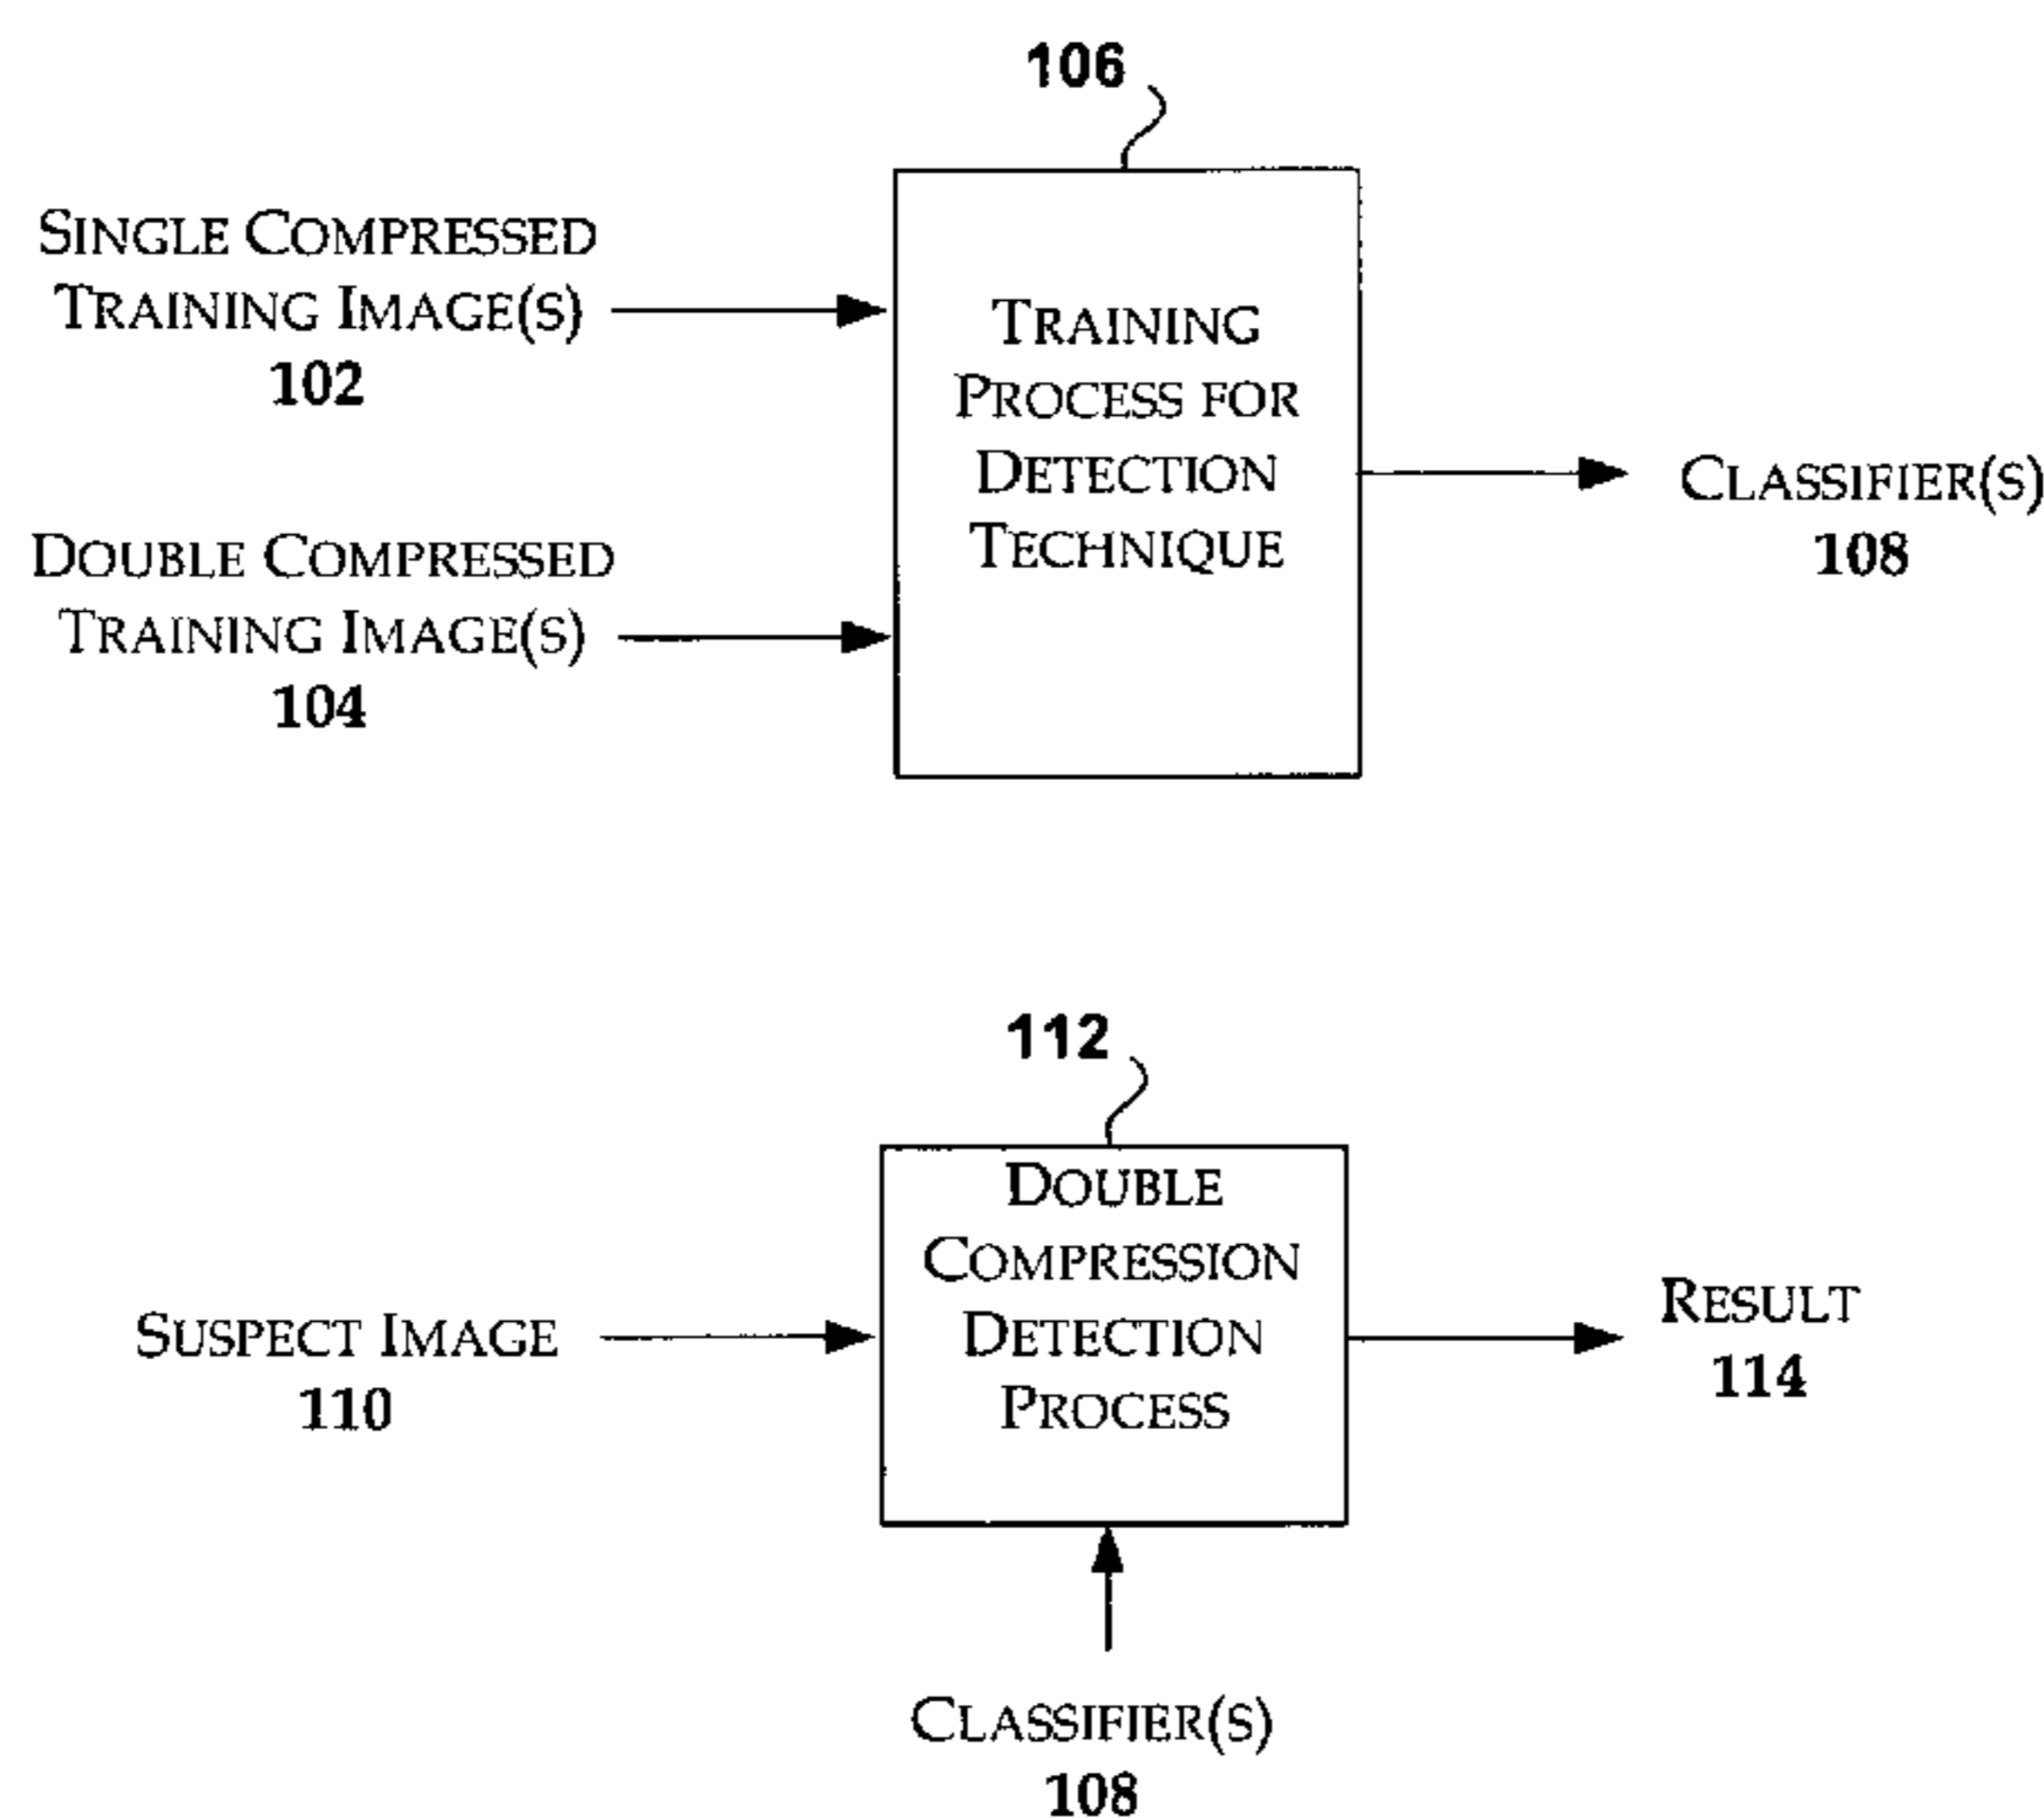 106
SINGLE COMPRESSED
TRAINING IMAGE(S)
102
DOUBLE COMPRESSED
TRAINING IMAGE(S)
104
TRAINING
PROCESS FOR
DETECTION
TECHNIQUE
CLASSIFIER(S)
108
112
SUSPECT IMAGE
110
DOUBLE
COMPRESSION
DETECTION
PROCESS
RESULT
114
CLASSIFIER(S)
108